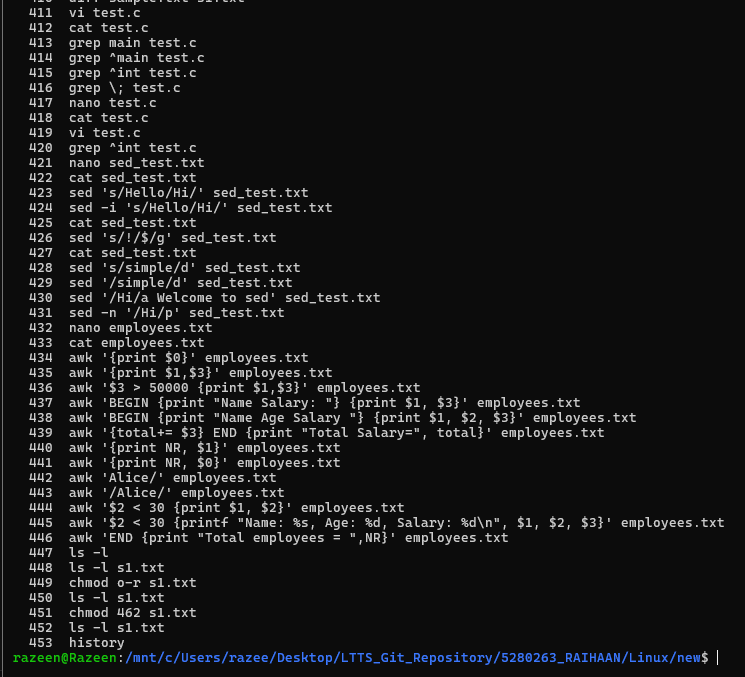 411 vi test.c
412 cat test.c
413 grep main test.c
414 grep ^main test.c
415 grep ^int test.c
416 grep \; test.c
417 nano test.c
418 cat test.c
419 vi test.c
420 grep ^int test.c
421 nano sed_test.txt
422 cat sed_test.txt
423 sed 's/Hello/Hi/' sed_test.txt
424 sed -i 's/Hello/Hi/' sed_test.txt
425 cat sed_test.txt
426 sed 's/!/$/g' sed_test.txt
427 cat sed_test.txt
428 sed 's/simple/d' sed_test.txt
429 sed '/simple/d' sed_test.txt
430 sed '/Hi/a Welcome to sed' sed_test.txt
431 sed -n '/Hi/p' sed_test.txt
432 nano employees.txt
433 cat employees.txt
434 awk '{print $0}' employees.txt
435 awk '{print $1,$3}' employees.txt
436 awk '$3 > 50000 {print $1,$3}' employees.txt
437 awk 'BEGIN {print "Name Salary: "} {print $1, $3}' employees.txt
438 awk 'BEGIN {print "Name Age Salary "} {print $1, $2, $3}' employees.txt
439 awk '{total+= $3} END {print "Total Salary=", total}' employees.txt
440 awk '{print NR, $1}' employees.txt
441 awk '{print NR, $0}' employees.txt
442 awk 'Alice/' employees.txt
443 awk '/Alice/' employees.txt
444 awk '$2 < 30 {print $1, $2}' employees.txt
445 awk '$2 < 30 {printf "Name: %s, Age: %d, Salary: %d\n", $1, $2, $3}' employees.txt
446 awk 'END {print "Total employees = ",NR}' employees.txt
447 ls -l
448 ls -l s1.txt
449 chmod o-r s1.txt
450 ls -l s1.txt
451 chmod 462 s1.txt
452 ls -l s1.txt
453 history
razeen@Razeen:/mnt/c/Users/razee/Desktop/LTTS_Git_Repository/5280263_RAIHAAN/Linux/new$